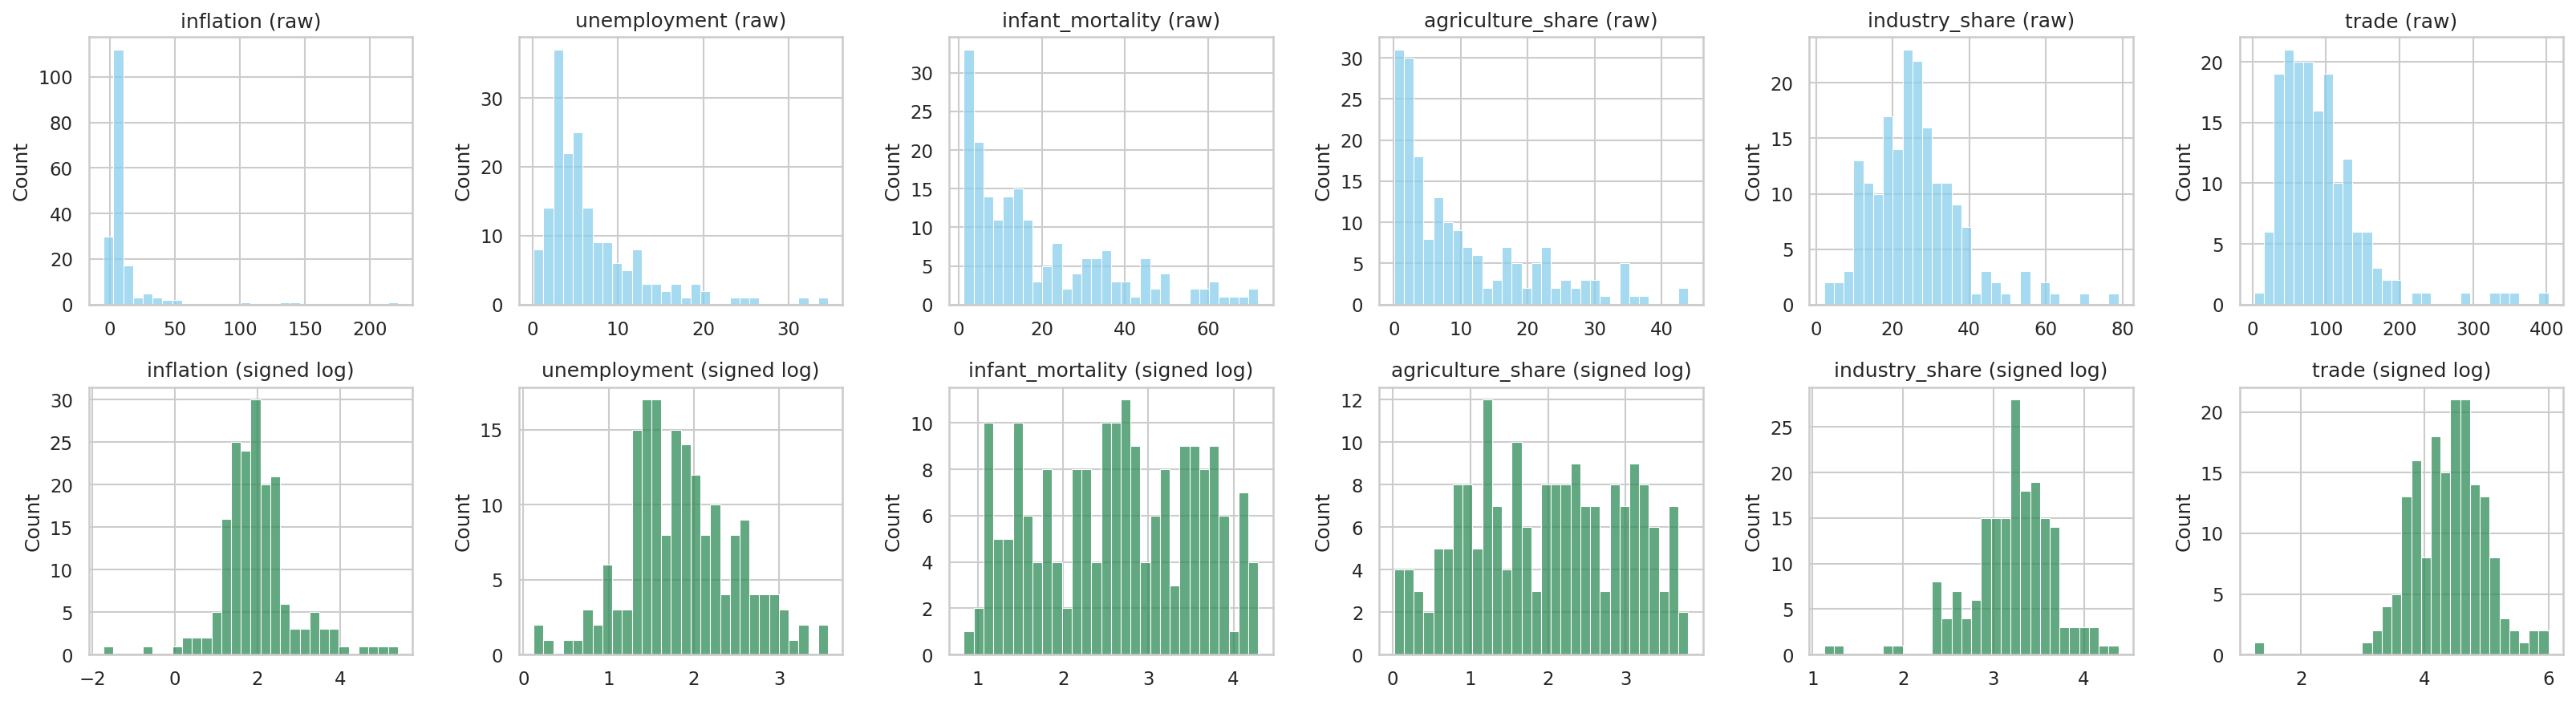 inflation (raw)
Count
100
80
60
40
20
0
0 50 100 150 200
unemployment (raw)
Count
30
20
10
0
0 10 20 30
infant_mortality (raw)
Count
30
25
20
15
10
5
0
0 20 40 60
agriculture_share (raw)
Count
30
25
20
15
10
5
0
0 10 20 30 40
industry_share (raw)
Count
20
15
10
5
0
0 20 40 60 80
trade (raw)
Count
20
15
10
5
0
0 100 200 300 400
inflation (signed log)
Count
30
25
20
15
10
5
0
−2 0 2 4
unemployment (signed log)
Count
15
10
5
0
0 1 2 3
infant_mortality (signed log)
Count
10
8
6
4
2
0
1 2 3 4
agriculture_share (signed log)
Count
12
10
8
6
4
2
0
0 1 2 3
industry_share (signed log)
Count
25
20
15
10
5
0
1 2 3 4
trade (signed log)
Count
20
15
10
5
0
2 4 6